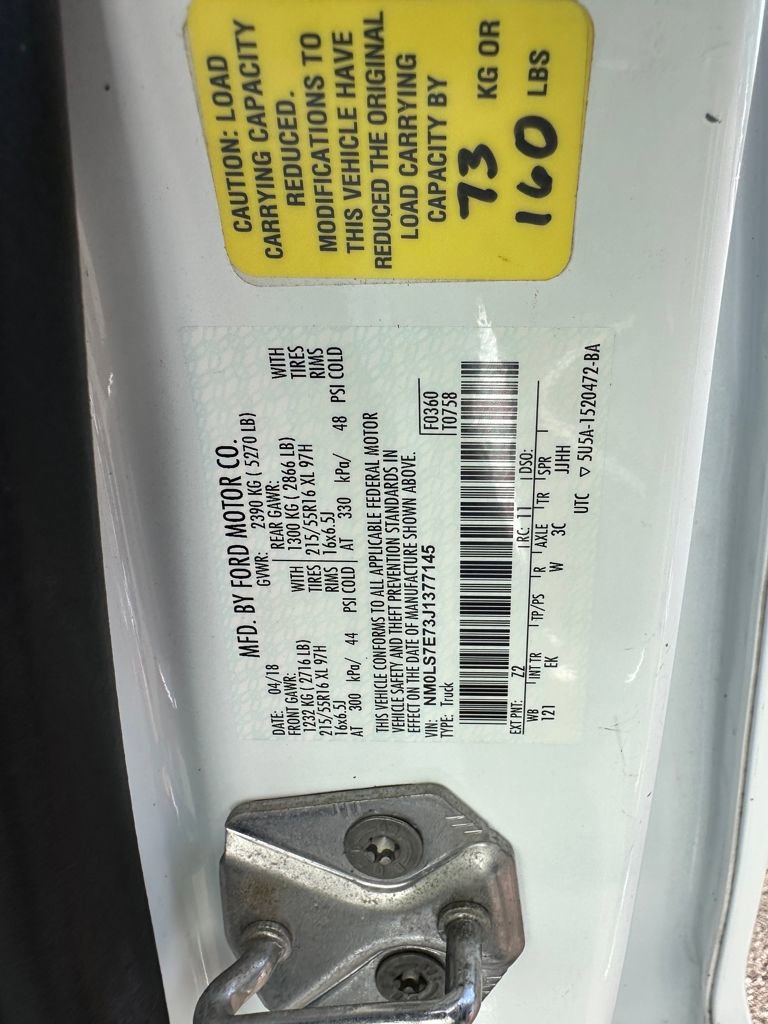 CAUTION: LOAD
CARRYING CAPACITY
REDUCED.
MODIFICATIONS TO
THIS VEHICLE HAVE
REDUCED THE ORIGINAL
LOAD CARRYING
CAPACITY BY
73 KG OR
160 LBS
MFD. BY FORD MOTOR CO.
DATE: 04/18 GVWR: 2390 KG ( 5270 LB)
FRONT GAWR: REAR GAWR:
1232 KG ( 2716 LB) WITH 1300 KG ( 2866 LB) WITH
215/55R16 XL 97H TIRES 215/55R16 XL 97H TIRES
16x6.5J RIMS 16x6.5J RIMS
AT 300 kPa/ 44 PSI COLD AT 330 kPa/ 48 PSI COLD
THIS VEHICLE CONFORMS TO ALL APPLICABLE FEDERAL MOTOR
VEHICLE SAFETY AND THEFT PREVENTION STANDARDS IN
EFFECT ON THE DATE OF MANUFACTURE SHOWN ABOVE.
VIN: NM0LS7E73J1377145 F0360
TYPE: Truck T0758
EXT PNT: Z2 RC: 11 DSO:
WB INT TR TP/PS R AXLE TR SPR
121 EK W 3C JJHH
UTC ▽ 5U5A-1520472-BA